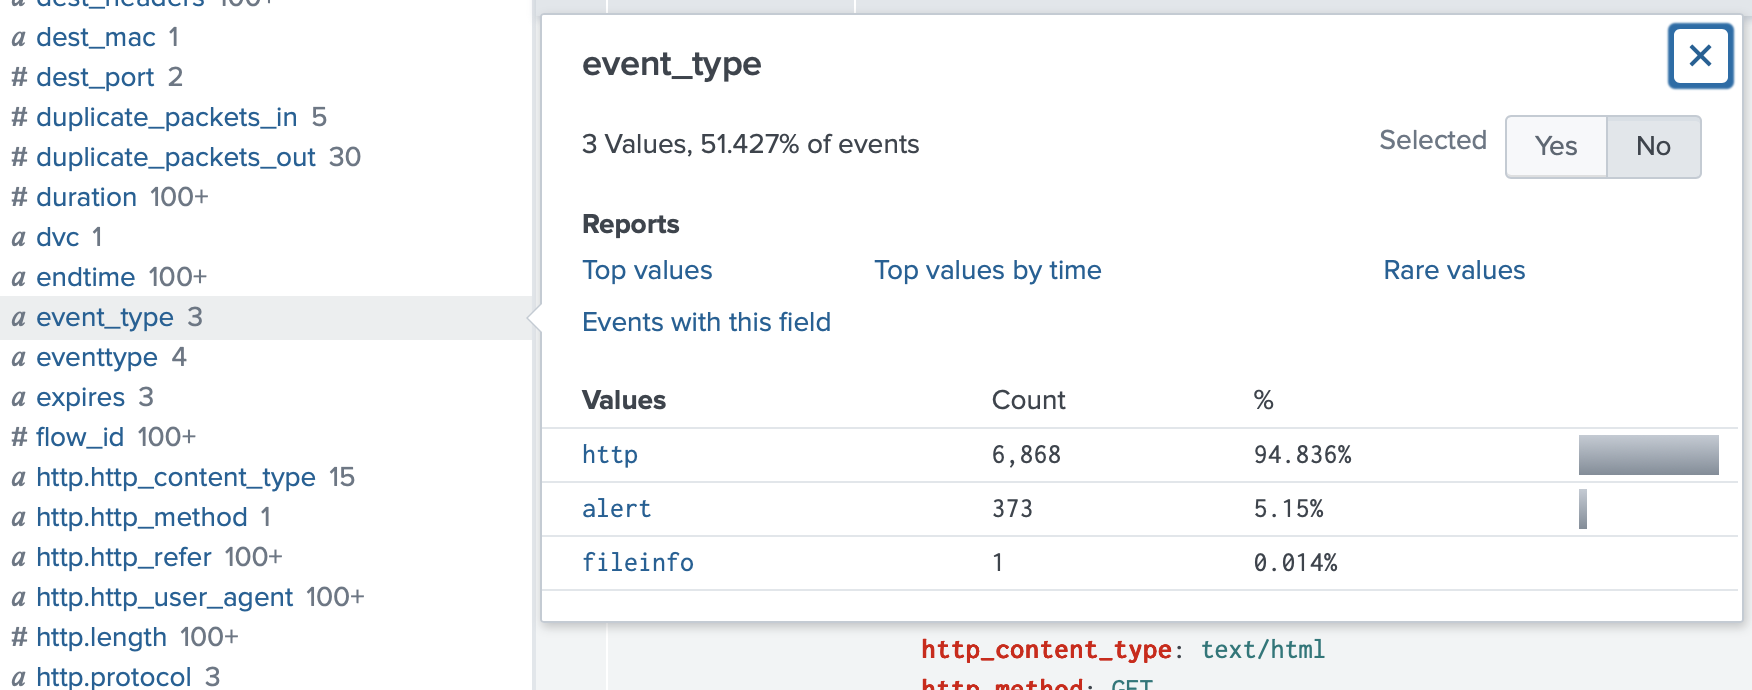 a dest_headers 100+
a dest_mac 1
# dest_port 2
# duplicate_packets_in 5
# duplicate_packets_out 30
# duration 100+
a dvc 1
a endtime 100+
a event_type 3
a eventtype 4
a expires 3
# flow_id 100+
a http.http_content_type 15
a http.http_method 1
a http.http_refer 100+
a http.http_user_agent 100+
# http.length 100+
a http.protocol 3
event_type
3 Values, 51.427% of events
Selected Yes No
Reports
Top values Top values by time Rare values
Events with this field
Values Count %
http 6,868 94.836%
alert 373 5.15%
fileinfo 1 0.014%
http_content_type: text/html
http_method: GET